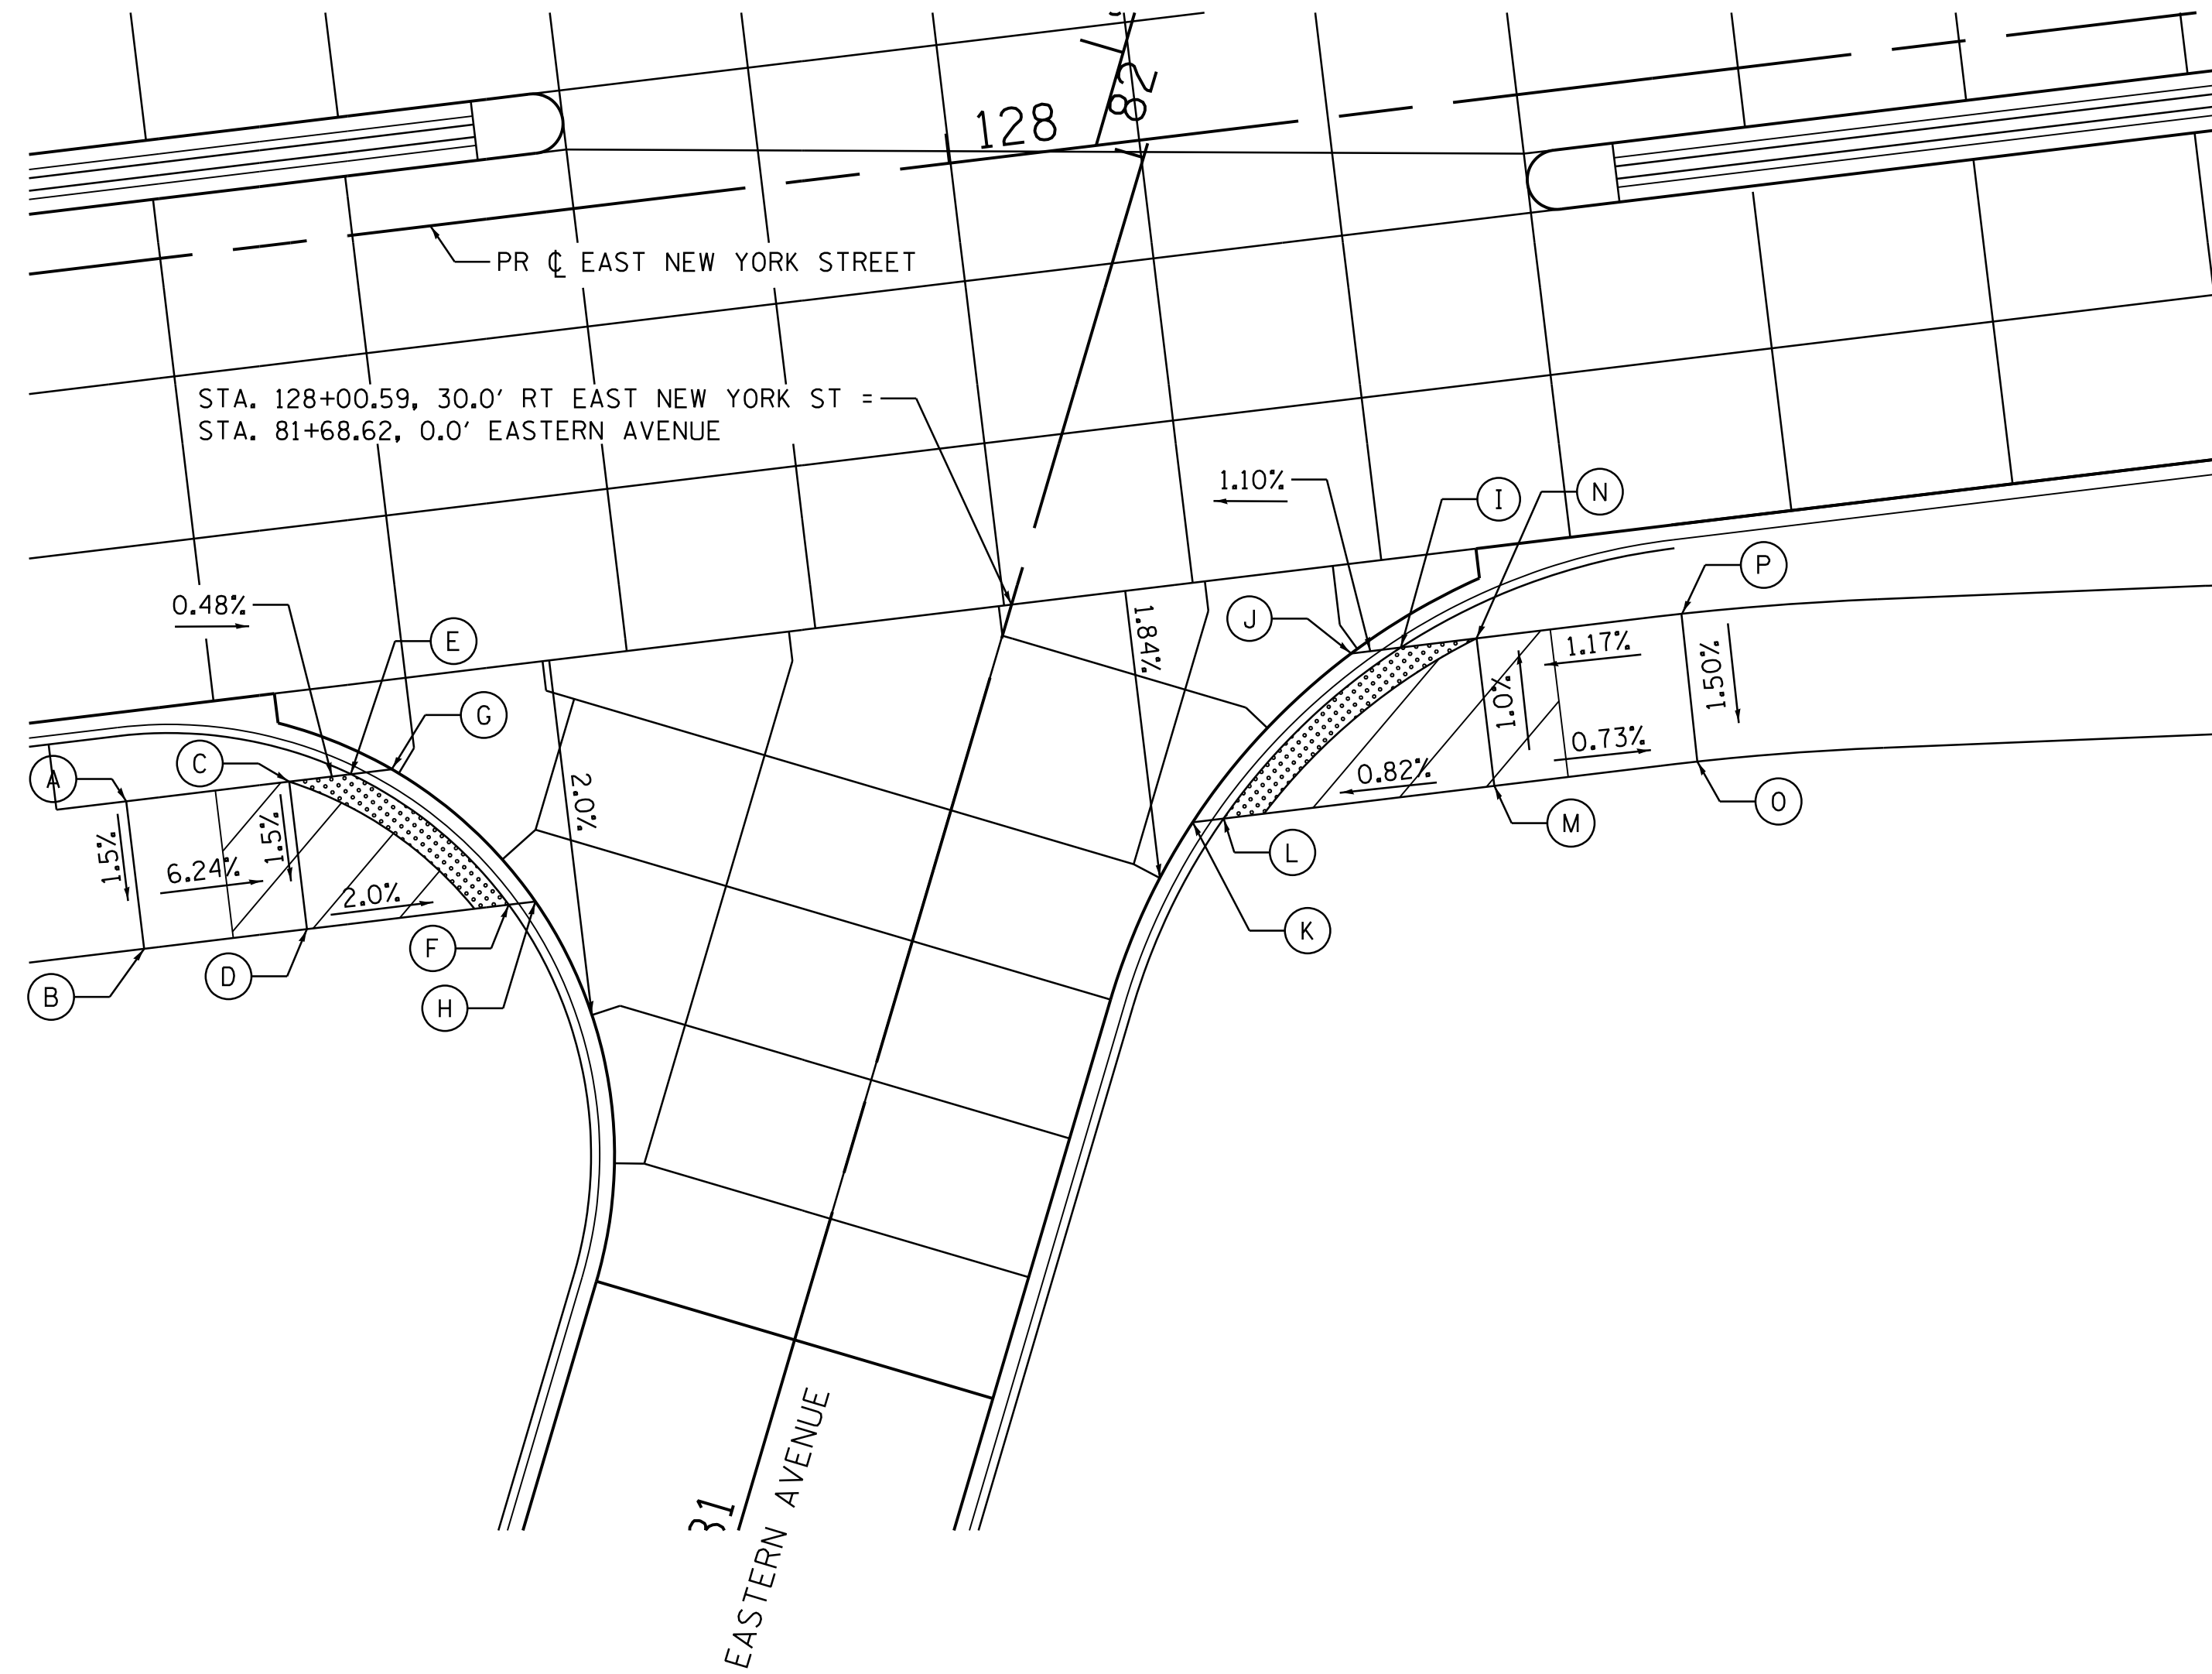 128
82
PR ℄ EAST NEW YORK STREET
STA. 128+00.59, 30.0' RT EAST NEW YORK ST =
STA. 81+68.62, 0.0' EASTERN AVENUE
1.10%
I
N
P
J
0.48%
E
G
C
A
1.84%
1.17%
1.0%
1.50%
0.73%
0.82%
2.0%
1.5%
6.24%
1.5%
2.0%
M
O
L
K
F
D
B
H
EASTERN AVENUE